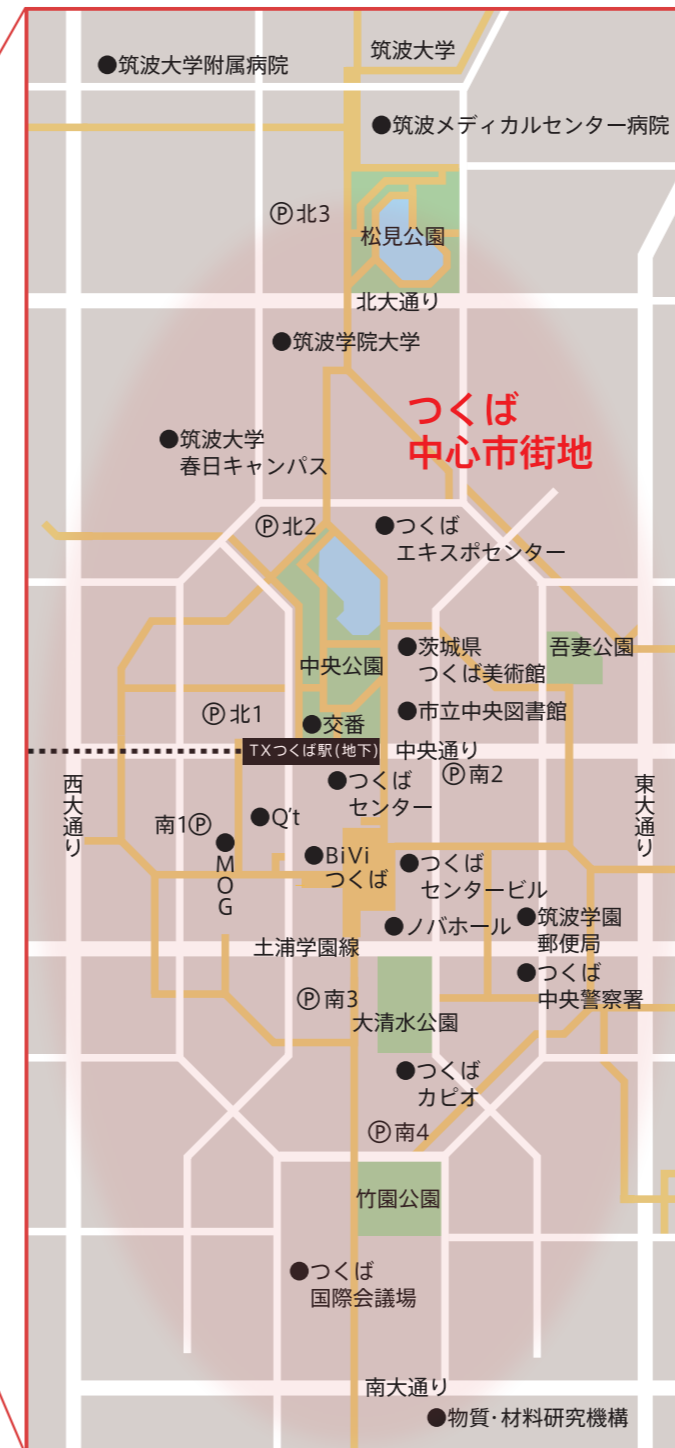 筑波大学
●筑波大学附属病院
●筑波メディカルセンター病院
Ⓟ北3
松見公園
北大通り
●筑波学院大学
つくば
中心市街地
●筑波大学
春日キャンパス
Ⓟ北2
●つくば
エキスポセンター
●茨城県
つくば美術館
吾妻公園
中央公園
Ⓟ北1
●交番
●市立中央図書館
TXつくば駅(地下)
中央通り
Ⓟ南2
西大通り
東大通り
●つくば
センター
南1Ⓟ
●Q't
●MOG
●BiVi
つくば
●つくば
センタービル
●ノバホール
●筑波学園
郵便局
土浦学園線
●つくば
中央警察署
Ⓟ南3
大清水公園
●つくば
カピオ
Ⓟ南4
竹園公園
●つくば
国際会議場
南大通り
●物質・材料研究機構